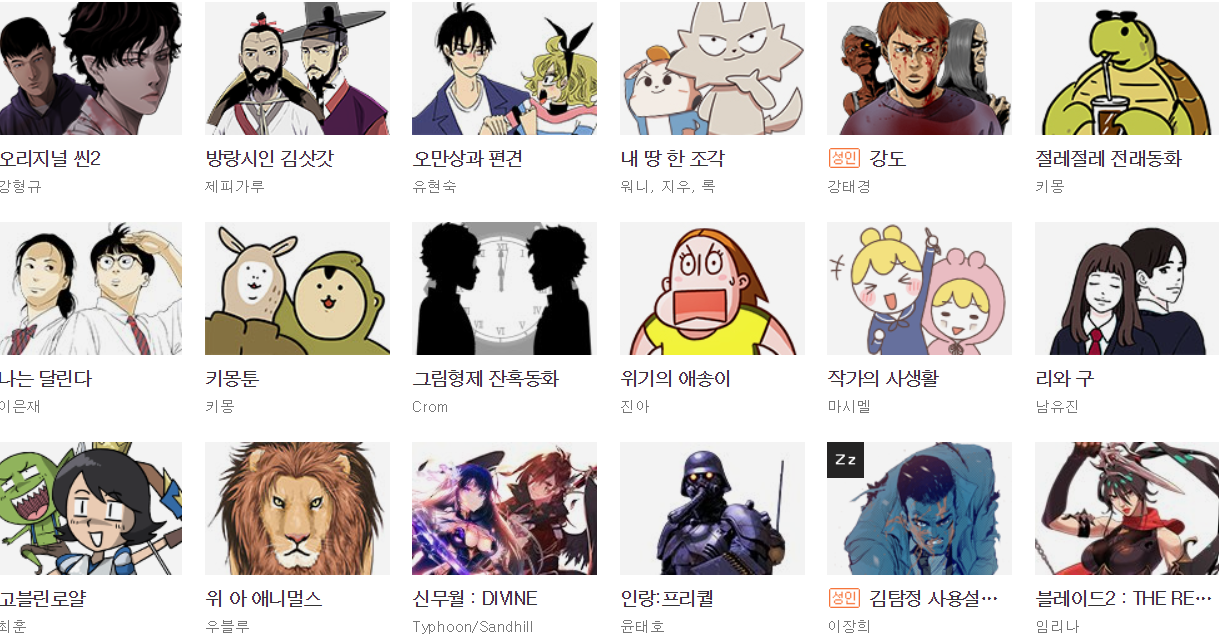 오리지널 씬2
강형규
방랑시인 김삿갓
제피가루
오만상과 편견
유현숙
내 땅 한 조각
워니, 지우, 록
성인 강도
강태경
절레절레 전래동화
키몽
나는 달린다
이은재
키몽툰
키몽
그림형제 잔혹동화
Crom
위기의 애송이
진아
작가의 사생활
마시멜
리와 구
남유진
고블린로얄
최훈
위 아 애니멀스
우블루
신무월 : DIVINE
Typhoon/Sandhill
인랑:프리퀄
윤태호
Zz
성인 김탐정 사용설…
이장희
블레이드2 : THE RE…
임리나